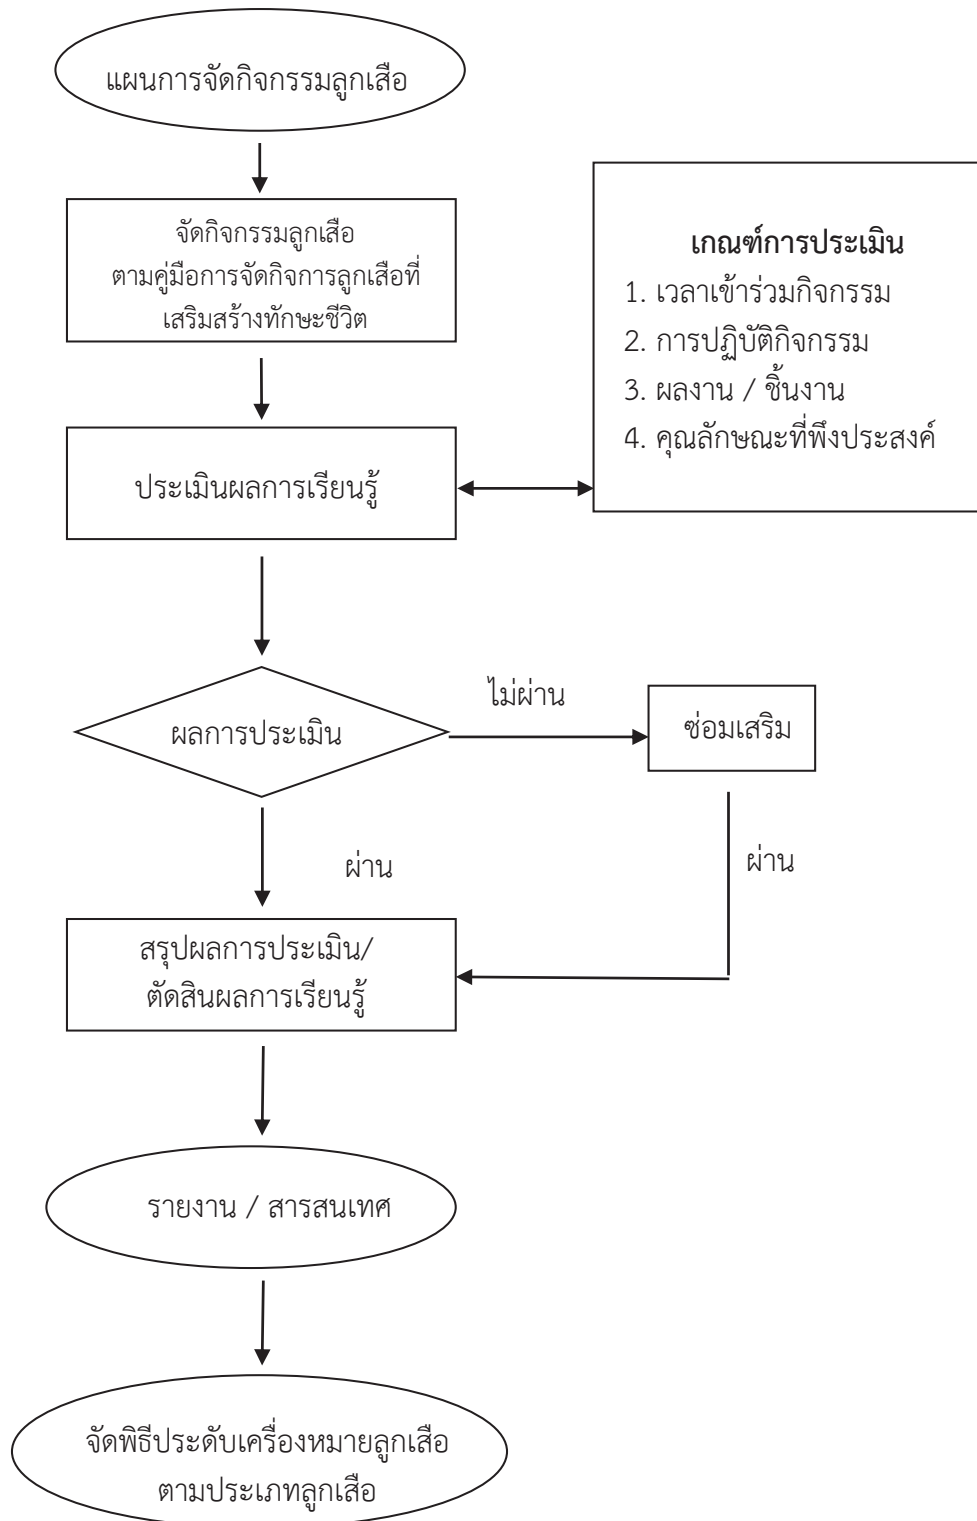 แผนการจัดกิจกรรมลูกเสือ
จัดกิจกรรมลูกเสือ
ตามคู่มือการจัดกิจการลูกเสือที่
เสริมสร้างทักษะชีวิต
เกณฑ์การประเมิน
1. เวลาเข้าร่วมกิจกรรม
2. การปฏิบัติกิจกรรม
3. ผลงาน / ชิ้นงาน
4. คุณลักษณะที่พึงประสงค์
ประเมินผลการเรียนรู้
ผลการประเมิน
ไม่ผ่าน
ซ่อมเสริม
ผ่าน
ผ่าน
สรุปผลการประเมิน/
ตัดสินผลการเรียนรู้
รายงาน / สารสนเทศ
จัดพิธีประดับเครื่องหมายลูกเสือ
ตามประเภทลูกเสือ